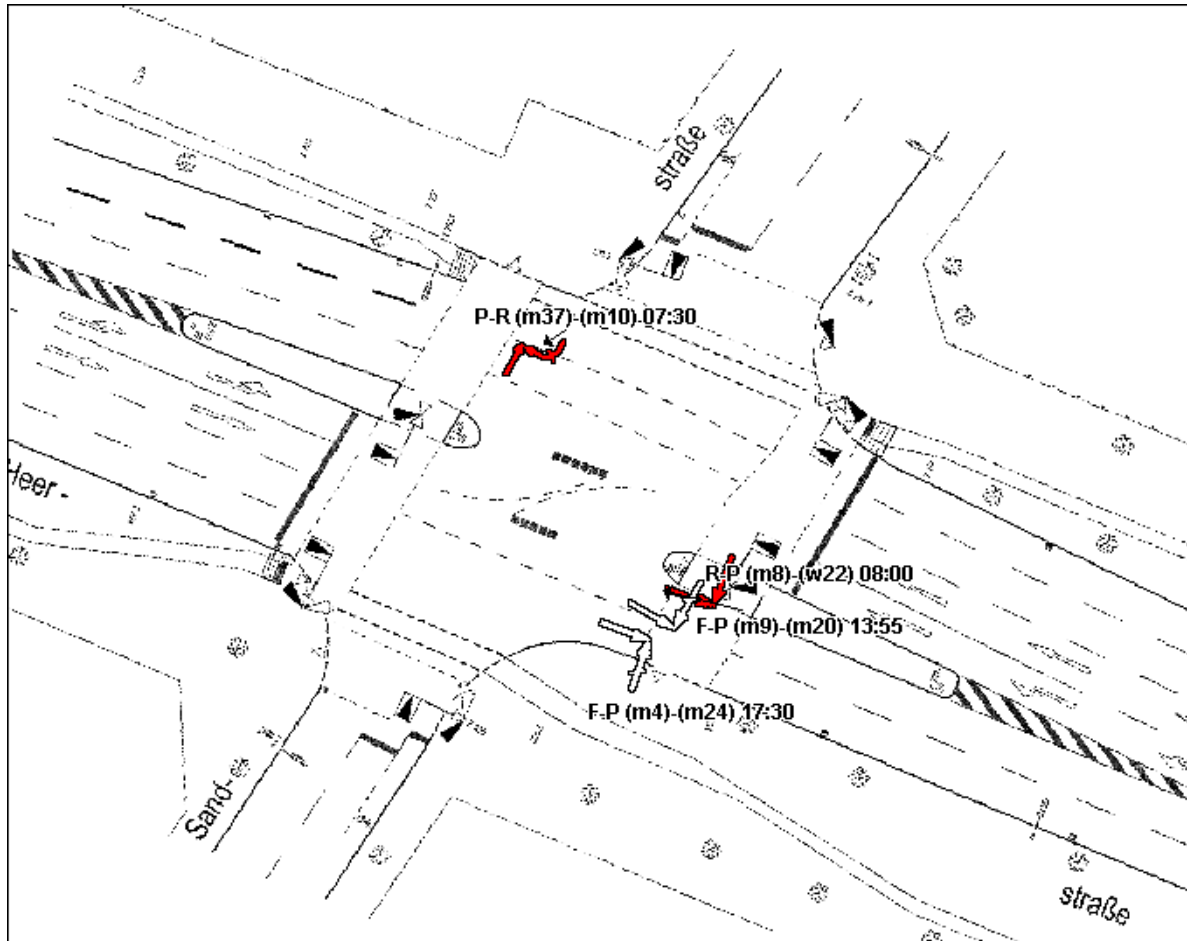 straße
P-R (m37)-(m10) 07:30
Heer-
R-P (m8)-(w22) 08:00
F-P (m9)-(m20) 13:55
F-P (m4)-(m24) 17:30
Sand-
straße